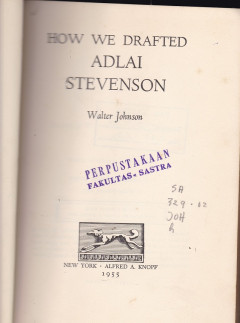 HOW WE DRAFTED
ADLAI
STEVENSON
Walter Johnson
PERPUSTAKAAN
FAKULTAS - SASTRA
SH
329.02
JOH
h
NEW YORK · ALFRED A. KNOPF
1955